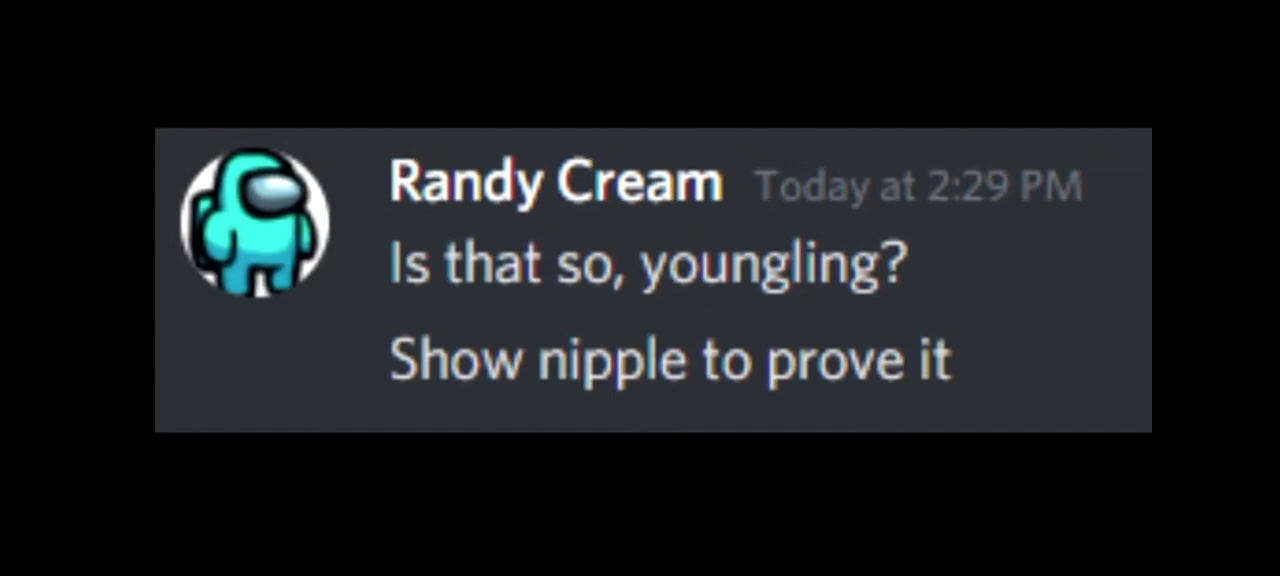 Randy Cream Today at 2:29 PM
Is that so, youngling?
Show nipple to prove it